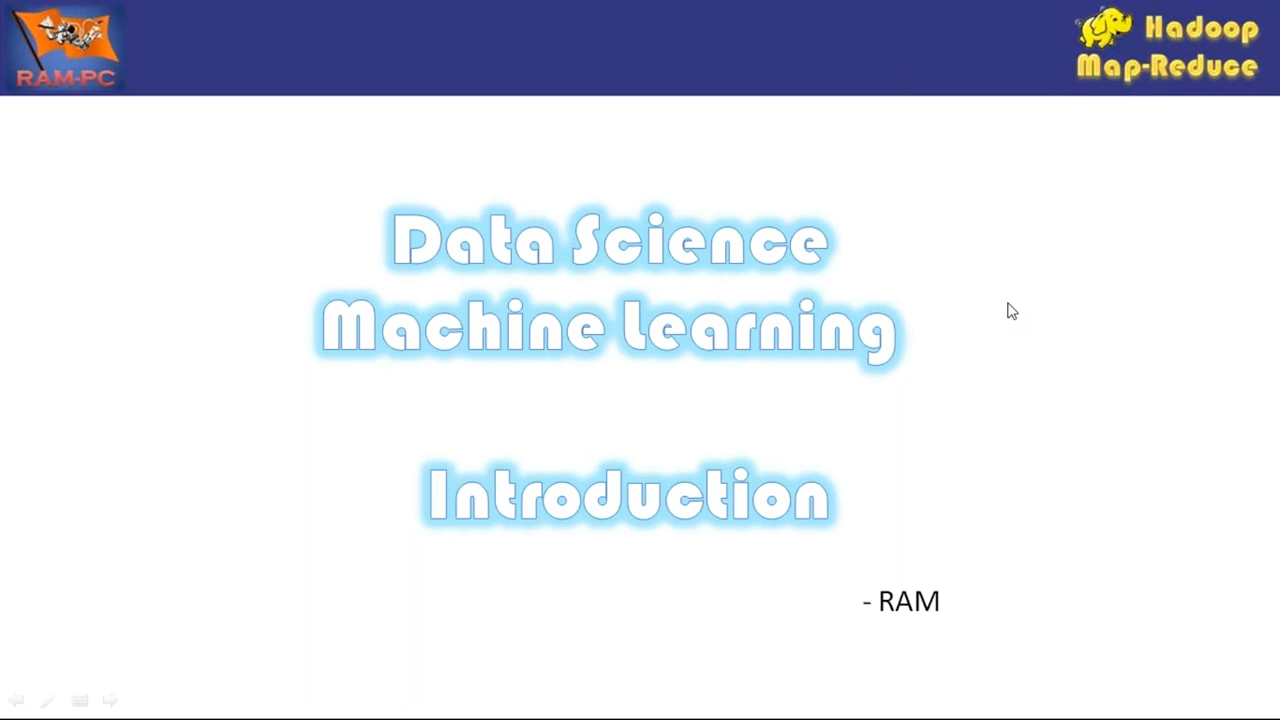 RAM-PC
Hadoop
Map-Reduce
Data Science
Machine Learning
Introduction
- RAM